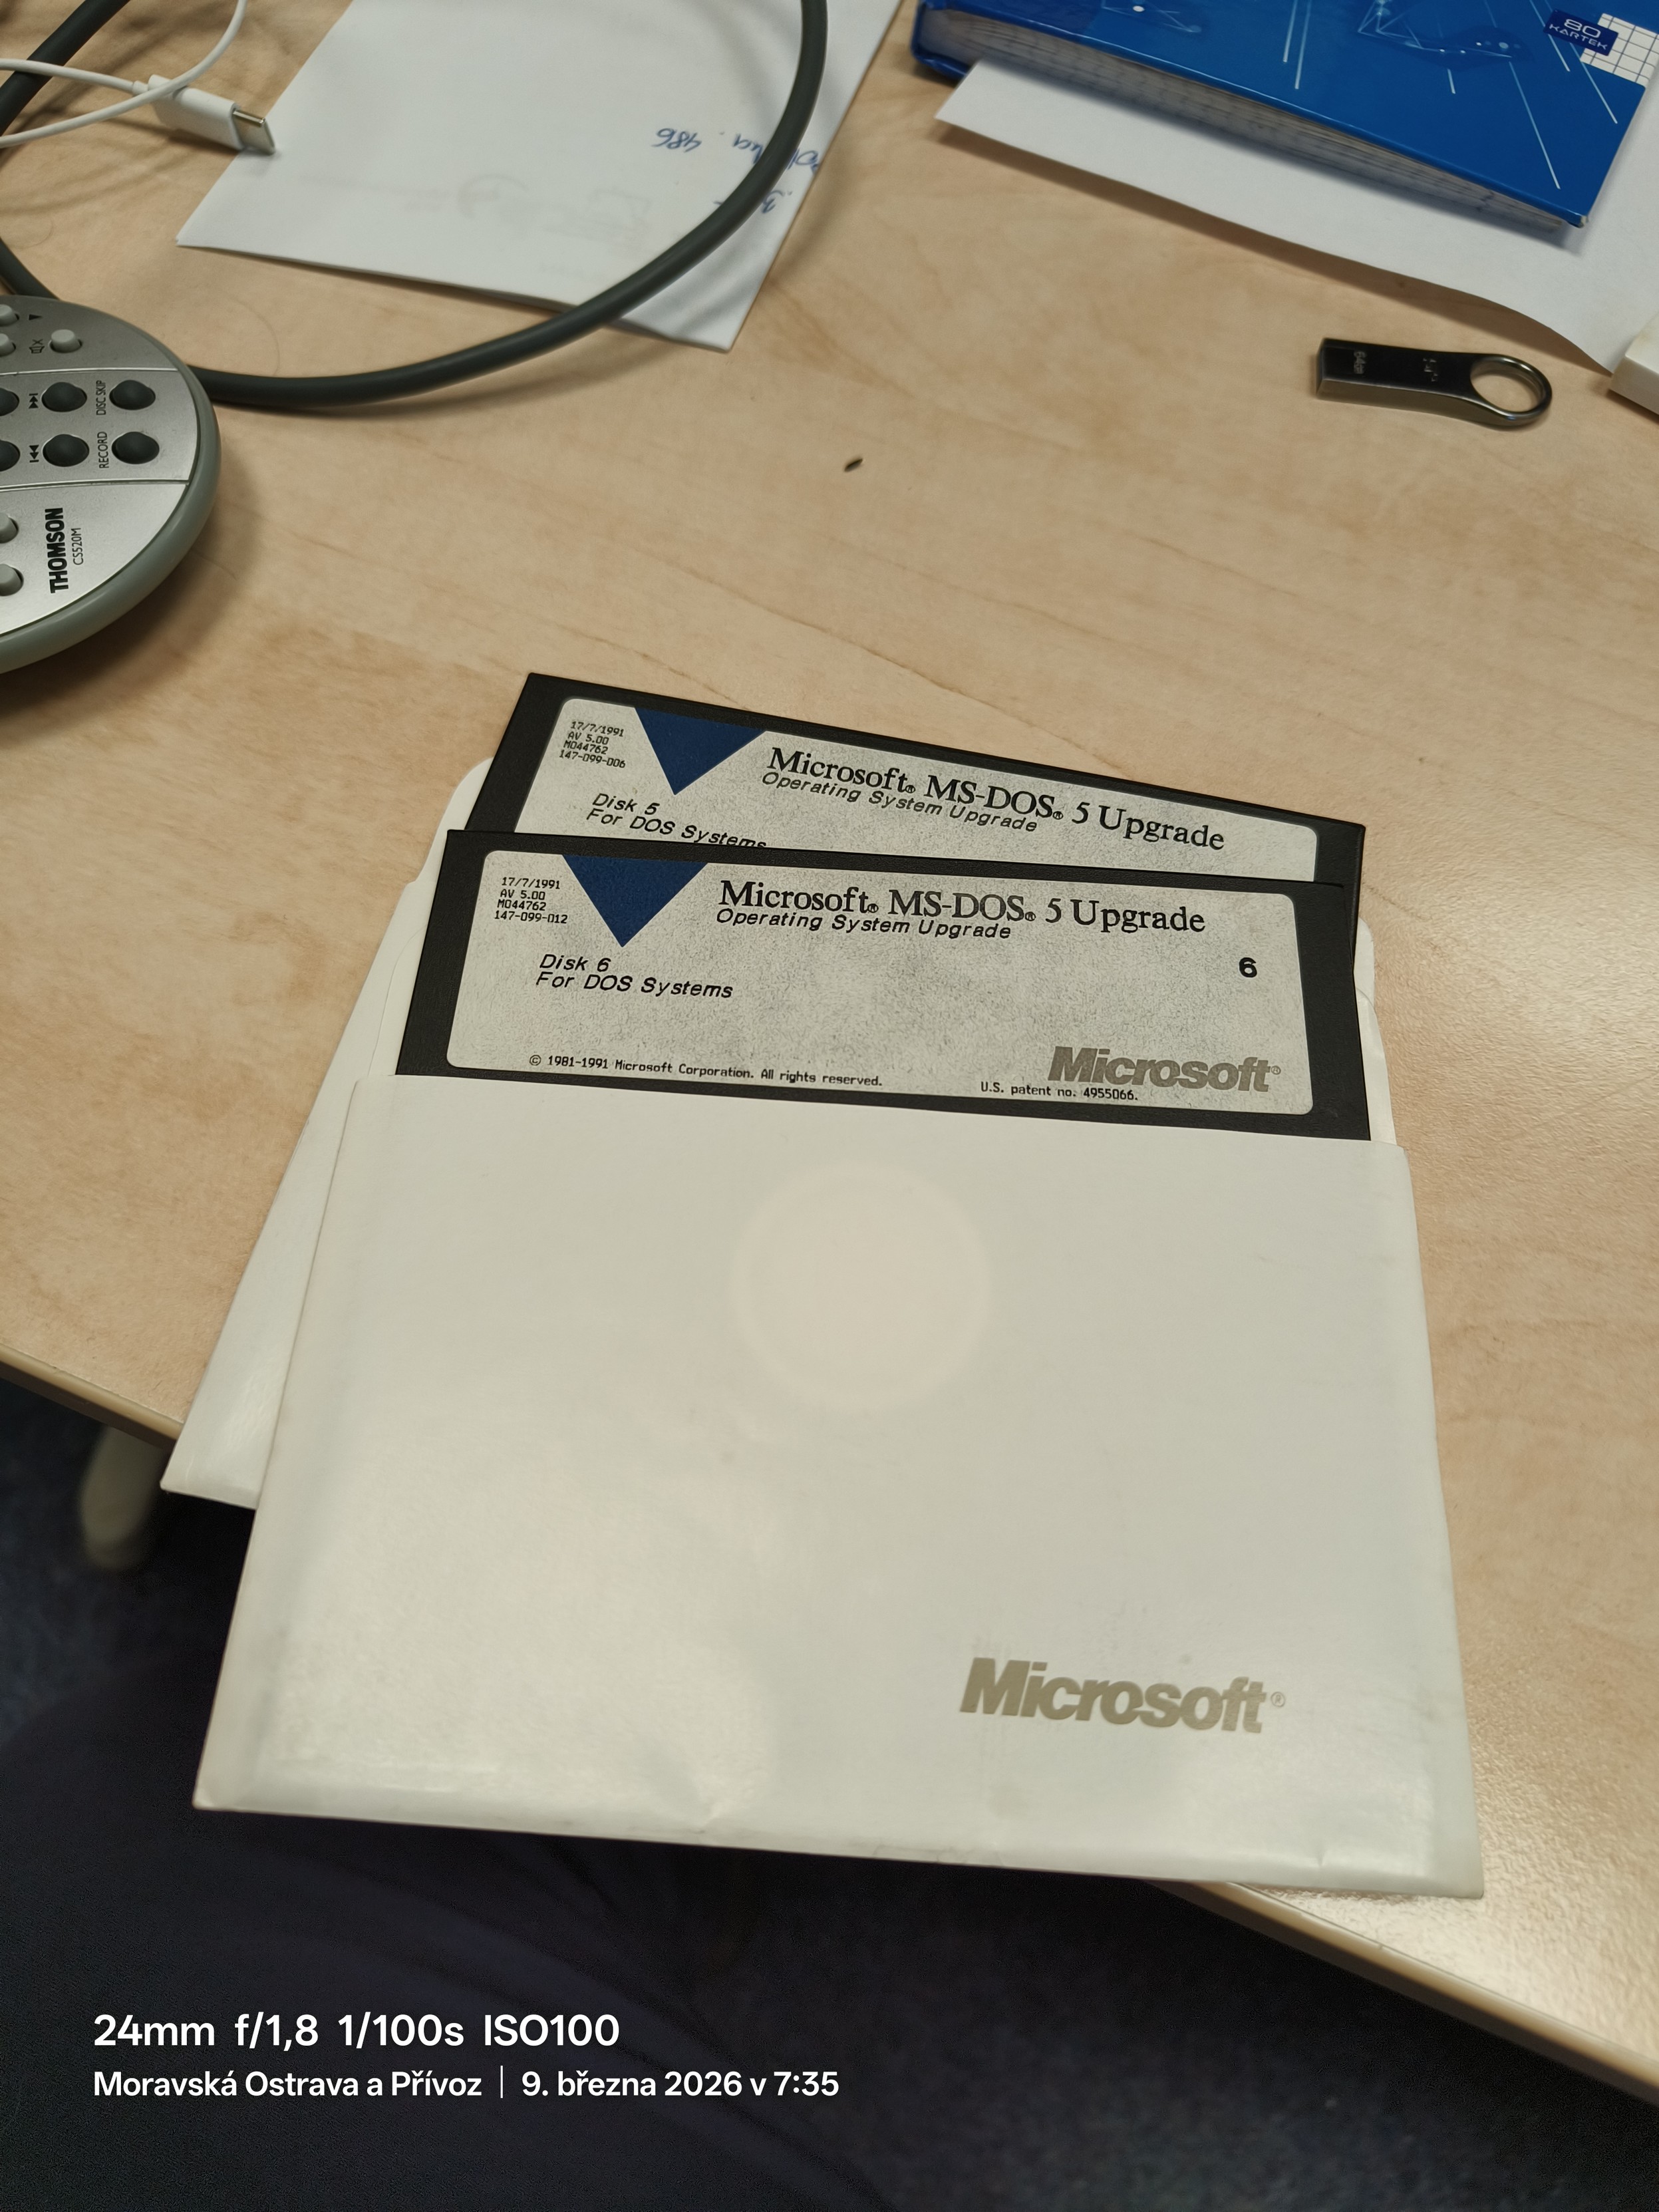 80
KARTEK
486
64GB
DISC SKIP
RECORD
THOMSON
CS520M
17/7/1991
AV 5.00
M044762
147-099-006
Microsoft® MS-DOS® 5 Upgrade
Operating System Upgrade
Disk 5
For DOS Systems
17/7/1991
AV 5.00
M044762
147-099-012
Microsoft® MS-DOS® 5 Upgrade
Operating System Upgrade
6
Disk 6
For DOS Systems
© 1981-1991 Microsoft Corporation. All rights reserved.
Microsoft®
U.S. patent no. 4955066.
Microsoft®
24mm f/1,8 1/100s ISO100
Moravská Ostrava a Přívoz | 9. března 2026 v 7:35